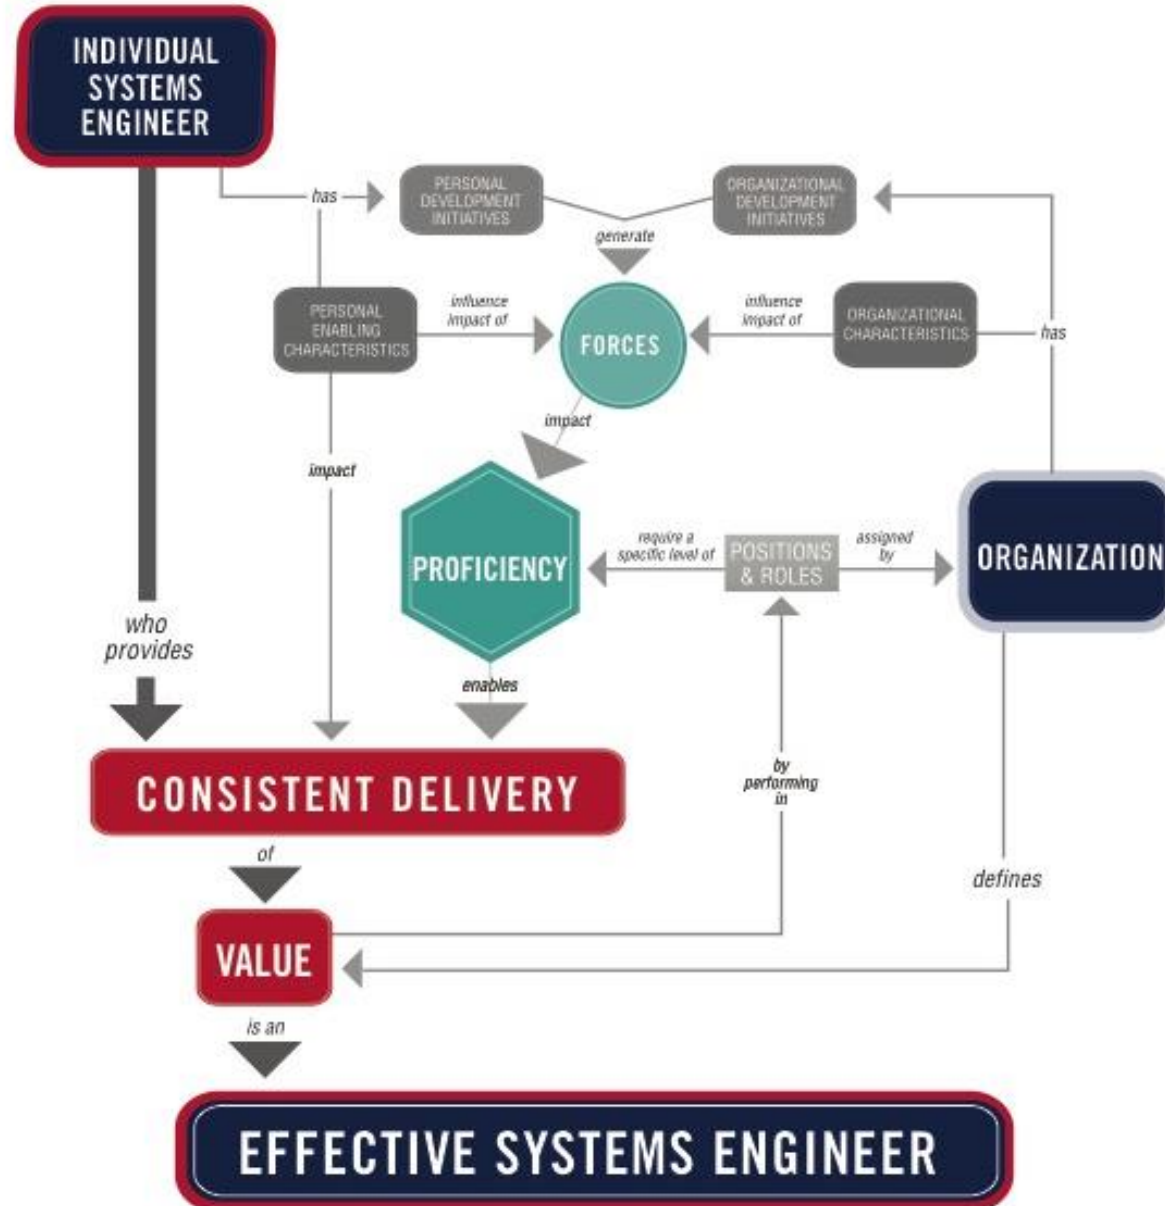 INDIVIDUAL
SYSTEMS
ENGINEER
has
PERSONAL
DEVELOPMENT
INITIATIVES
ORGANIZATIONAL
DEVELOPMENT
INITIATIVES
generate
PERSONAL
ENABLING
CHARACTERISTICS
influence
impact of
FORCES
influence
impact of
ORGANIZATIONAL
CHARACTERISTICS
has
impact
impact
PROFICIENCY
require a
specific level of
POSITIONS
& ROLES
assigned
by
ORGANIZATION
who
provides
enables
CONSISTENT DELIVERY
by
performing
in
of
defines
VALUE
is an
EFFECTIVE SYSTEMS ENGINEER